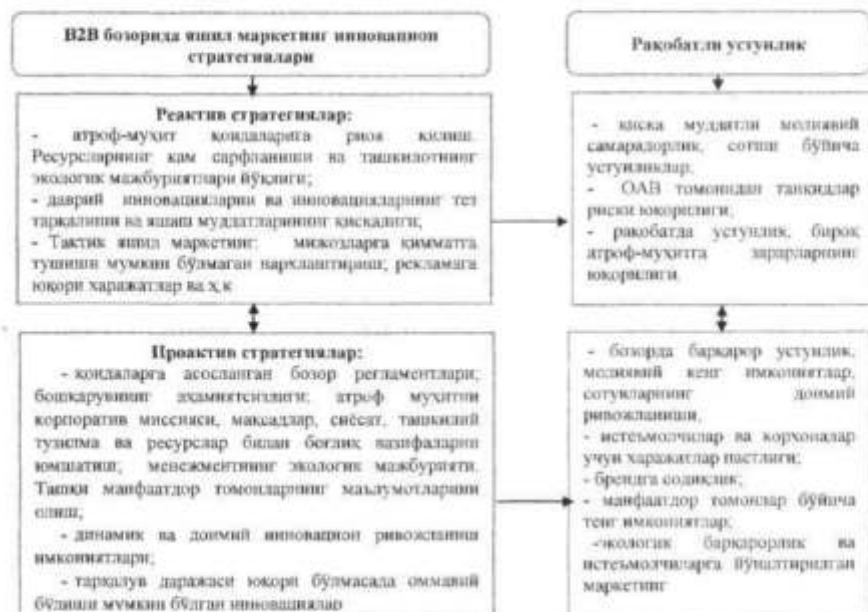 В2В бозорида яшил маркетинг инновацион
стратегиялари
Рақобатли устунлик
Реактив стратегиялар:
- атроф-муҳит қоидаларига риоя қилиш.
Ресурсларнинг кам сарфланиши ва ташкилотнинг
экологик мажбуриятлари йўқлиги;
- даврий инновацияларни ва инновацияларнинг тез
тарқалиши ва яшаш муддатларининг қисқалиги;
- Тактик яшил маркетинг: мижозларга қимматга
тушиши мумкин бўлмаган нархлаштириш; рекламага
юқори харажатлар ва ҳ.к
- қисқа муддатли молиявий
самарадорлик, сотиш бўйича
устунликлар;
- ОАВ томонидан танқидлар
риски юқорилиги;
- рақобатда устунлик, бироқ
атроф-муҳитга зарарларнинг
юқорилиги.
Проактив стратегиялар:
- қоидаларга асосланган бозор регламентлари;
бошқарувнинг аҳамиятсизлиги; атроф муҳитни
корпоратив миссияси, мақсадлар, сиёсат, ташкилий
тузилма ва ресурслар билан боғлиқ вазифаларни
юмшатиш; менежментнинг экологик мажбурияти.
Ташқи манфаатдор томонларнинг маълумотларини
олиш;
- динамик ва доимий инновацион ривожланиш
имкониятлари;
- тарқалув даражаси юқори бўлмасада оммавий
бўлиши мумкин бўлган инновациялар
- бозорда барқарор устунлик,
молиявий кенг имкониятлар,
сотувларнинг доимий
ривожланиши,
- истеъмолчилар ва корхоналар
учун харажатлар пастлиги;
- брендга содиқлик;
- манфаатдор томонлар бўйича
тенг имкониятлар;
-экологик барқарорлик ва
истеъмолчиларга йўналтирилган
маркетинг